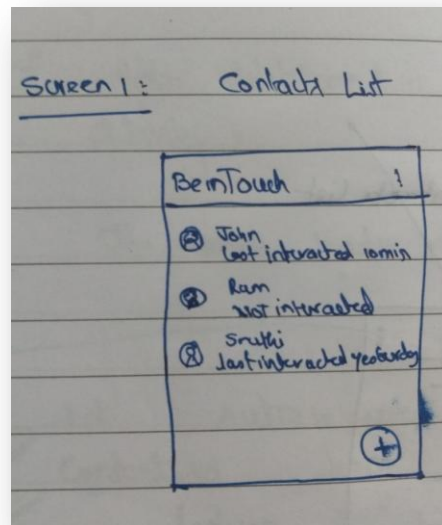 Screen 1: Contacts List
BeInTouch
John
Last interacted 10min
Ram
Not interacted
Sruthi
Last interacted yesterday
+